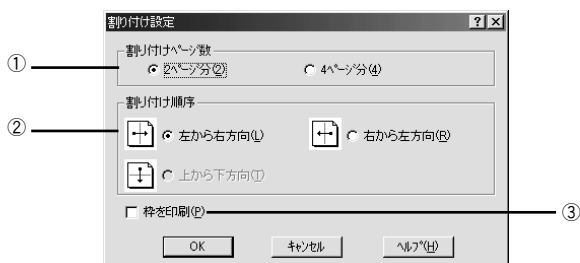 割り付け設定
割り付けページ数
① 2ページ分(2) 4ページ分(4)
割り付け順序
② 左から右方向(L) 右から左方向(R)
上から下方向(T)
枠を印刷(P) ③
OK キャンセル ヘルプ(H)